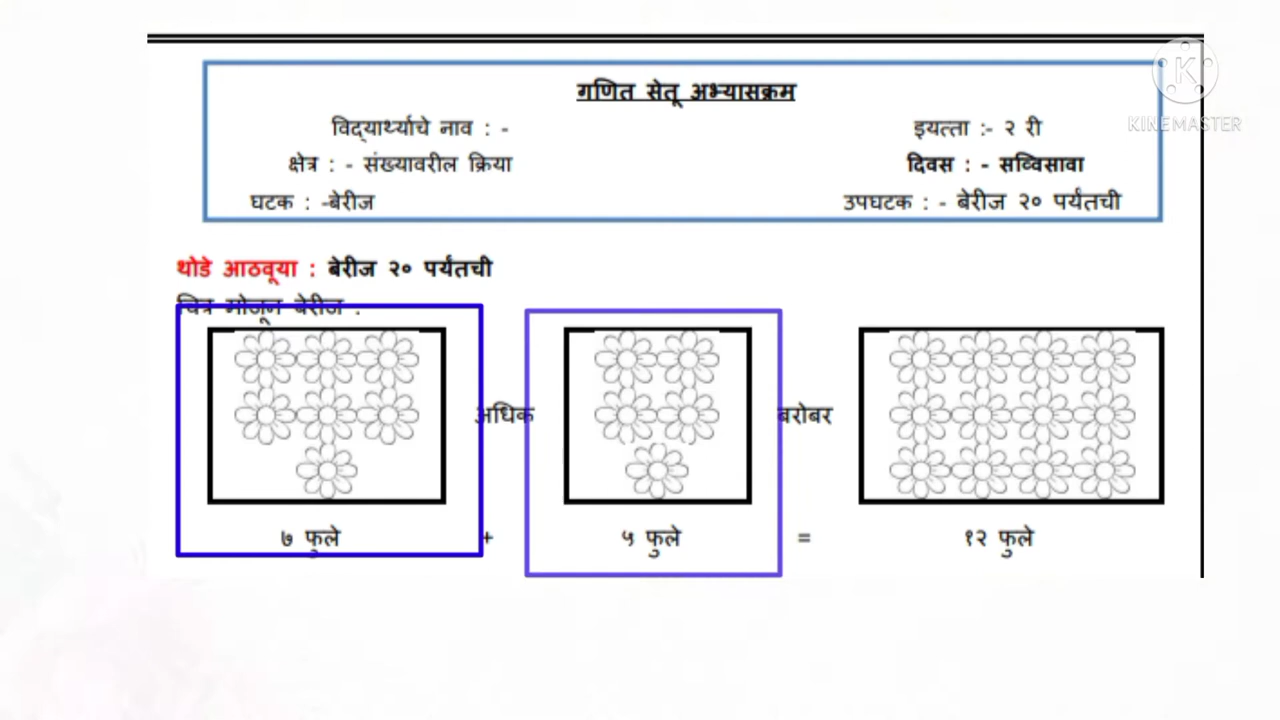 गणित सेतू अभ्यासक्रम
विद्यार्थ्याचे नाव : - इयत्ता :- २ री
क्षेत्र : - संख्यावरील क्रिया दिवस : - सव्विसावा
घटक : -बेरीज उपघटक : - बेरीज २० पर्यंतची
KINEMASTER
थोडे आठवूया : बेरीज २० पर्यंतची
चित्र मोजून बेरीज .
अधिक बरोबर
७ फुले + ५ फुले = १२ फुले